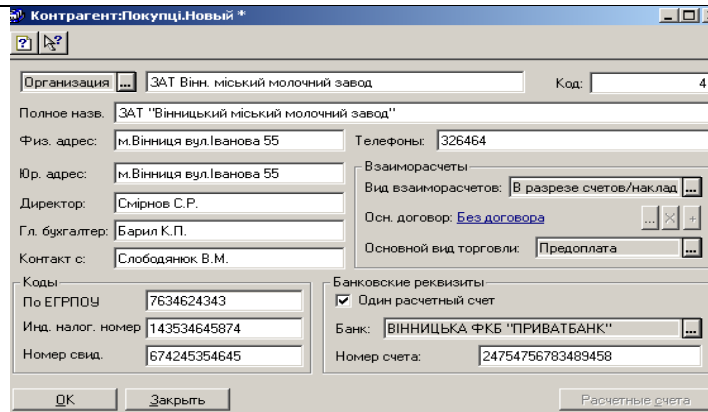 Контрагент:Покупці.Новый *
Организация ... ЗАТ Вінн. міський молочний завод Код: 4
Полное назв. ЗАТ "Вінницький міський молочний завод"
Физ. адрес: м.Вінниця вул.Іванова 55 Телефоны: 326464
Взаиморасчеты
Юр. адрес: м.Вінниця вул.Іванова 55
Вид взаиморасчетов: В разрезе счетов/наклад ...
Директор: Смірнов С.Р.
Осн. договор: Без договора ... × +
Гл. бухгалтер: Барил К.П.
Основной вид торговли: Предоплата ...
Контакт с: Слободянюк В.М.
Коды
По ЕГРПОУ 7634624343
Инд. налог. номер 143534645874
Номер свид. 674245354645
Банковские реквизиты
Один расчетный счет
Банк: ВІННИЦЬКА ФКБ "ПРИВАТБАНК" ...
Номер счета: 24754756783489458
OK Закрыть Расчетные счета